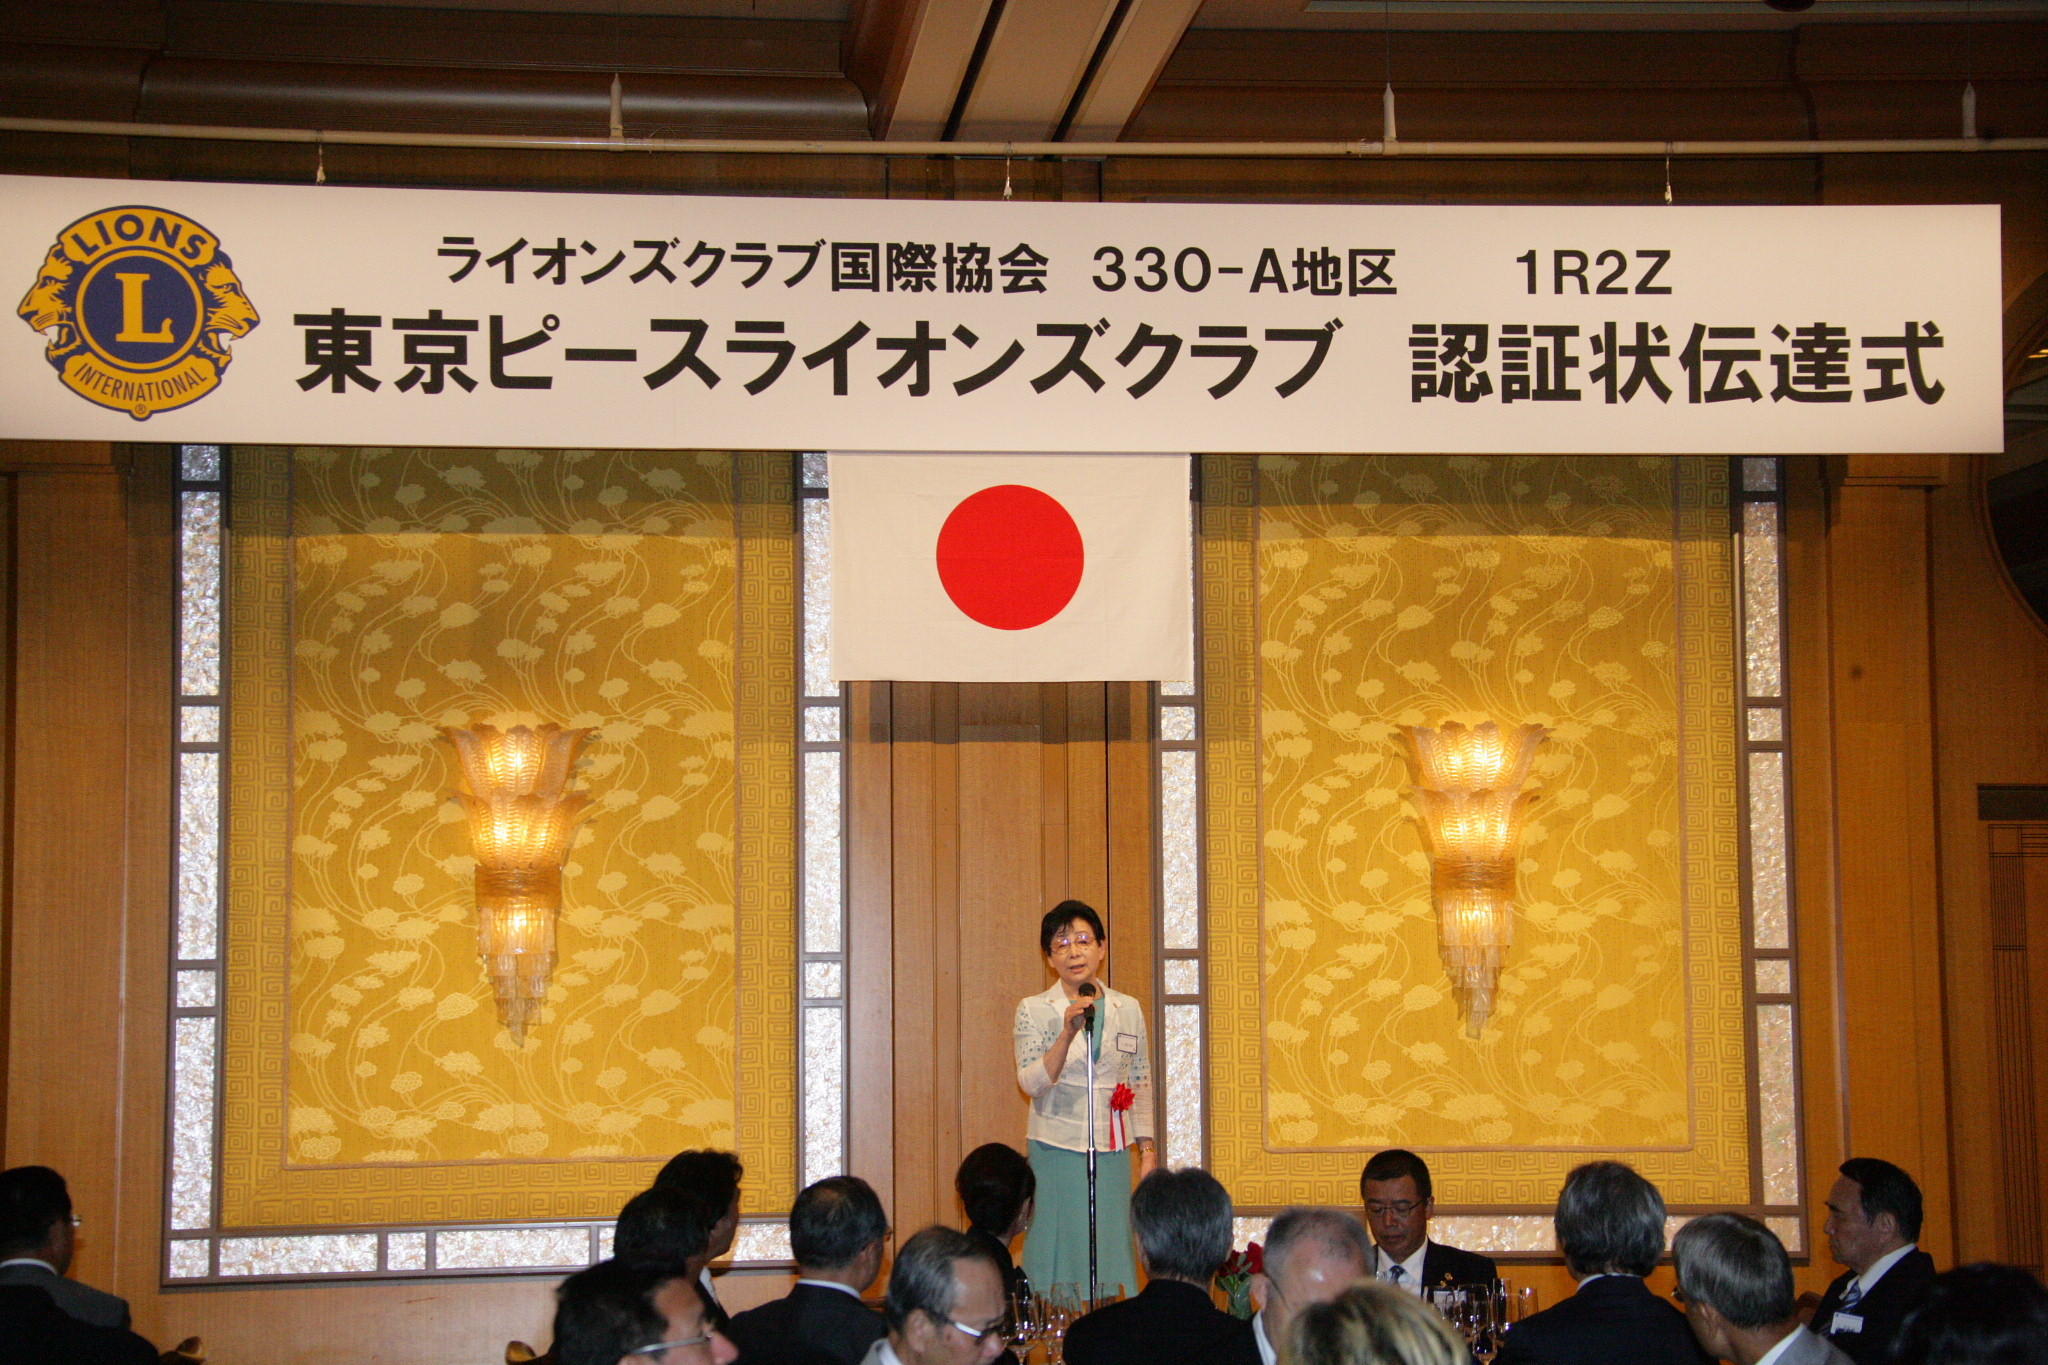 LIONS
L
INTERNATIONAL
®
ライオンズクラブ国際協会 330-A地区 1R2Z
東京ピースライオンズクラブ 認証状伝達式